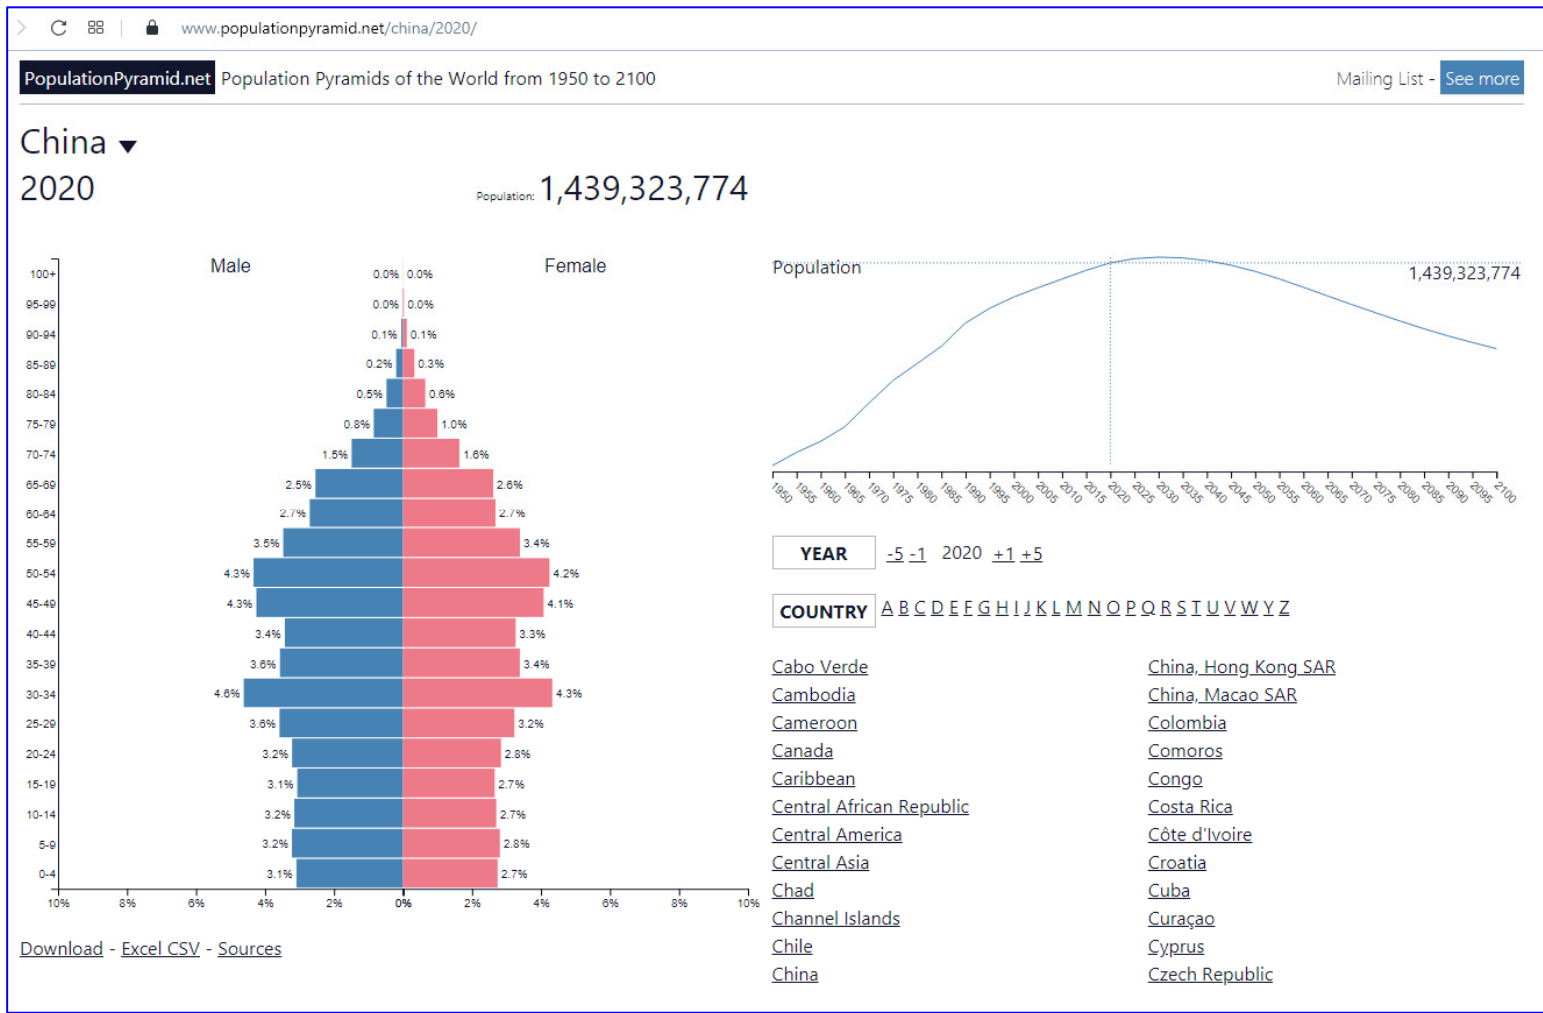 www.populationpyramid.net/china/2020/
PopulationPyramid.net Population Pyramids of the World from 1950 to 2100
Mailing List - See more
China
2020
Population: 1,439,323,774
Male Female
100+ 0.0% 0.0%
95-99 0.0% 0.0%
90-94 0.1% 0.1%
85-89 0.2% 0.3%
80-84 0.5% 0.6%
75-79 0.8% 1.0%
70-74 1.5% 1.6%
65-69 2.5% 2.6%
60-64 2.7% 2.7%
55-59 3.5% 3.4%
50-54 4.3% 4.2%
45-49 4.3% 4.1%
40-44 3.4% 3.3%
35-39 3.6% 3.4%
30-34 4.6% 4.3%
25-29 3.6% 3.2%
20-24 3.2% 2.8%
15-19 3.1% 2.7%
10-14 3.2% 2.7%
5-9 3.2% 2.8%
0-4 3.1% 2.7%
10% 8% 6% 4% 2% 0% 2% 4% 6% 8% 10%
Download - Excel CSV - Sources
Population
1,439,323,774
1950 1955 1960 1965 1970 1975 1980 1985 1990 1995 2000 2005 2010 2015 2020 2025 2030 2035 2040 2045 2050 2055 2060 2065 2070 2075 2080 2085 2090 2095 2100
YEAR -5 -1 2020 +1 +5
COUNTRY A B C D E F G H I J K L M N O P Q R S T U V W Y Z
Cabo Verde
Cambodia
Cameroon
Canada
Caribbean
Central African Republic
Central America
Central Asia
Chad
Channel Islands
Chile
China
China, Hong Kong SAR
China, Macao SAR
Colombia
Comoros
Congo
Costa Rica
Côte d'Ivoire
Croatia
Cuba
Curaçao
Cyprus
Czech Republic